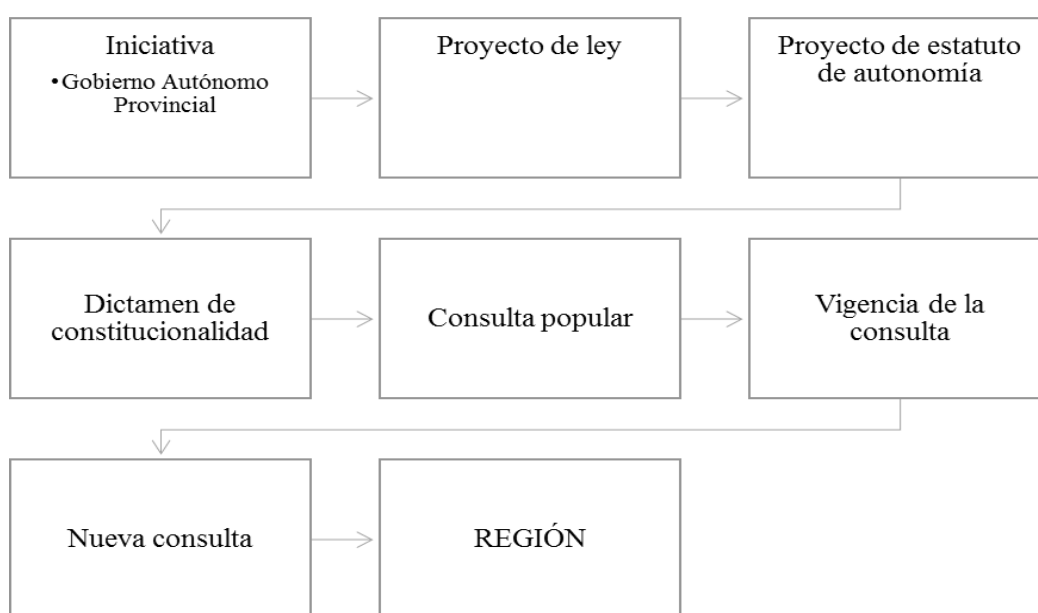 Iniciativa
•Gobierno Autónomo
Provincial
Proyecto de ley
Proyecto de estatuto
de autonomía
Dictamen de
constitucionalidad
Consulta popular
Vigencia de la
consulta
Nueva consulta
REGIÓN